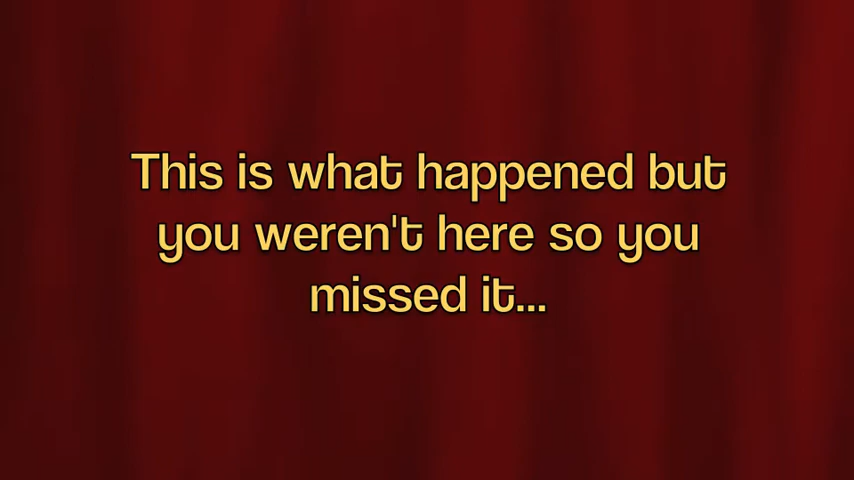 This is what happened but
you weren't here so you
missed it...